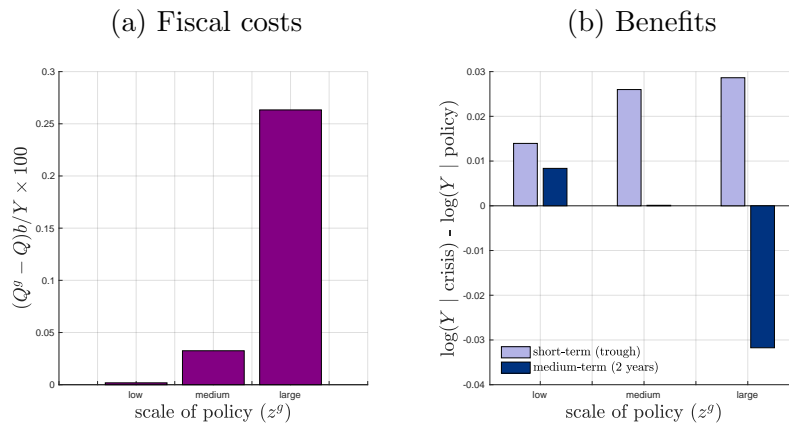 (a) Fiscal costs
0.3
0.25
0.2
0.15
0.1
0.05
0
(Q^g − Q)b/Y × 100
low medium large
scale of policy (z^g)
(b) Benefits
0.03
0.02
0.01
0
-0.01
-0.02
-0.03
-0.04
log(Y | crisis) - log(Y | policy)
short-term (trough)
medium-term (2 years)
low medium large
scale of policy (z^g)